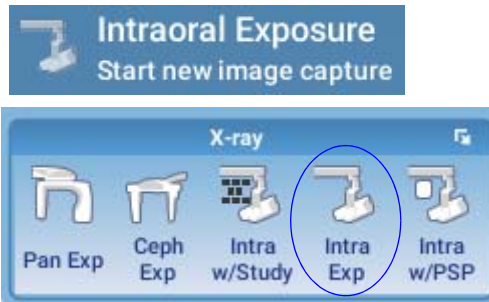 Intraoral Exposure
Start new image capture
X-ray
Pan Exp
Ceph
Exp
Intra
w/Study
Intra
Exp
Intra
w/PSP